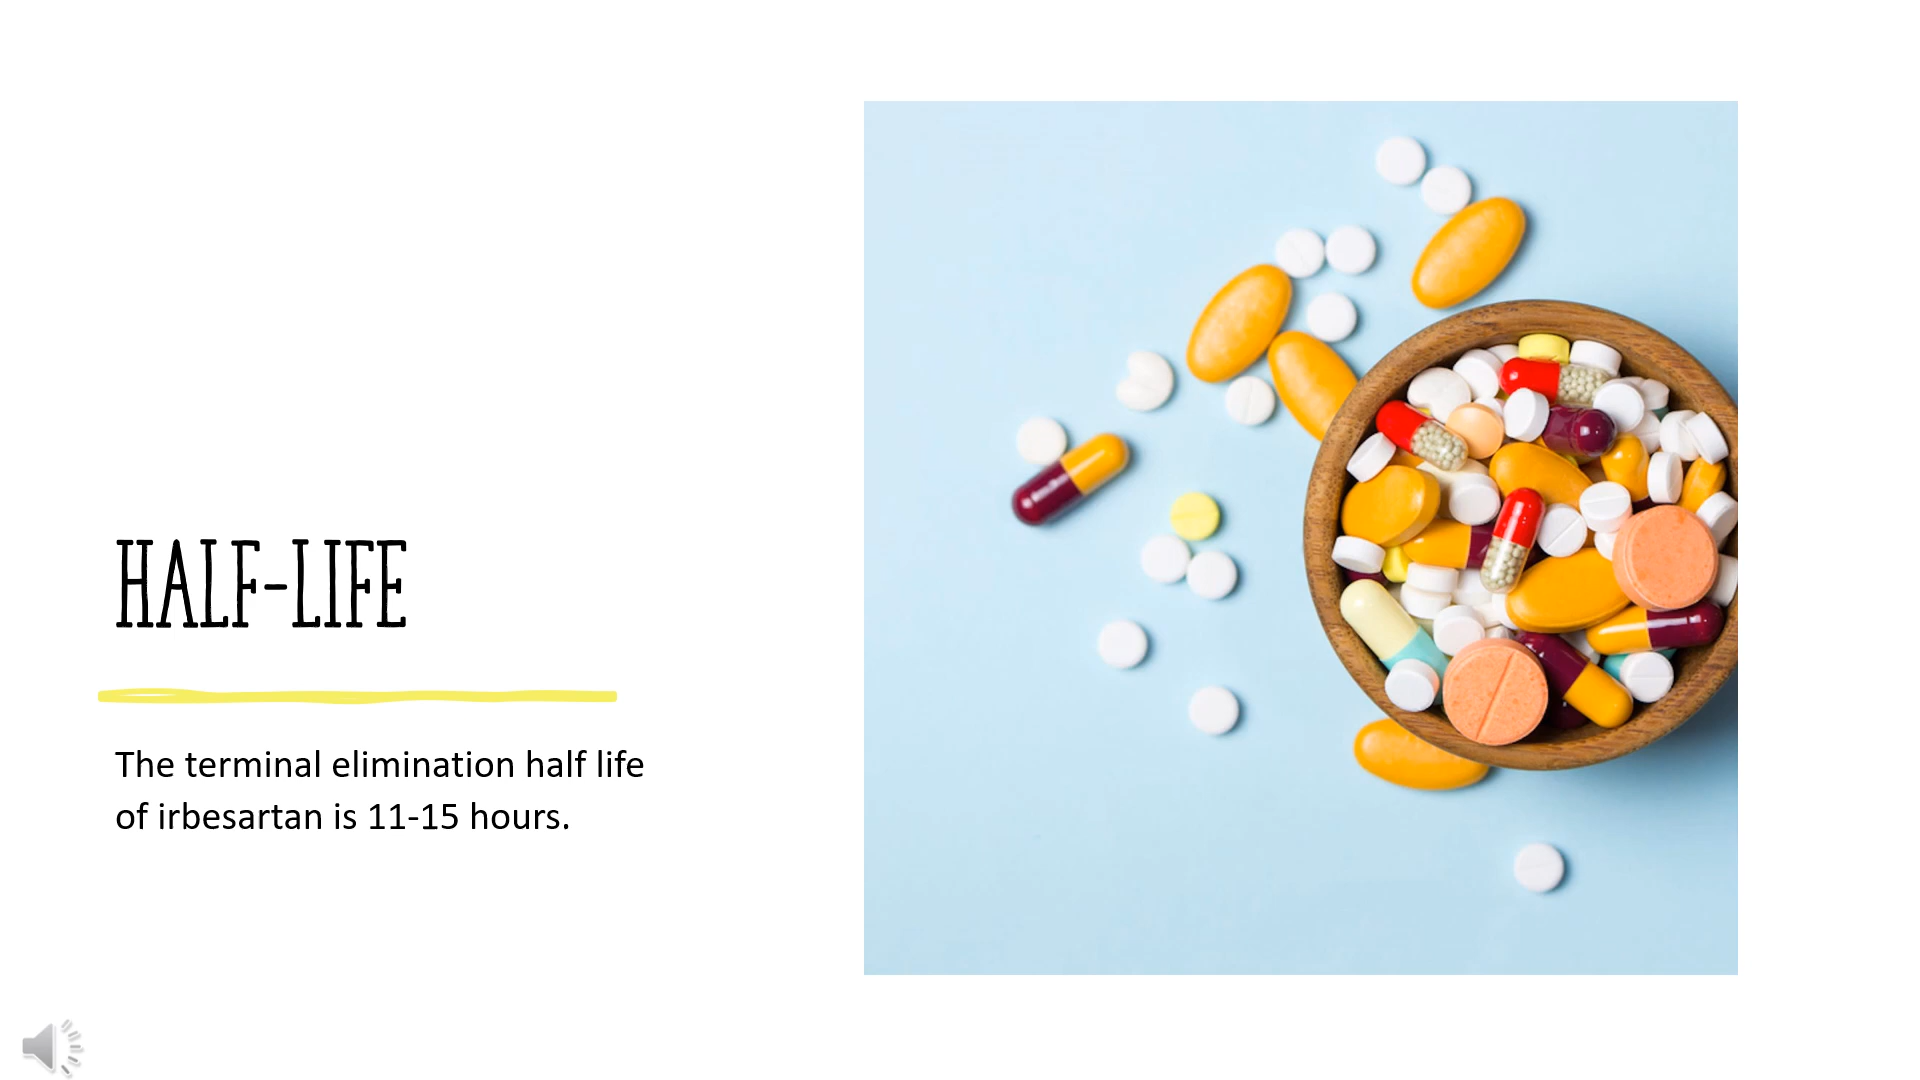 HALF-LIFE
The terminal elimination half life
of irbesartan is 11-15 hours.